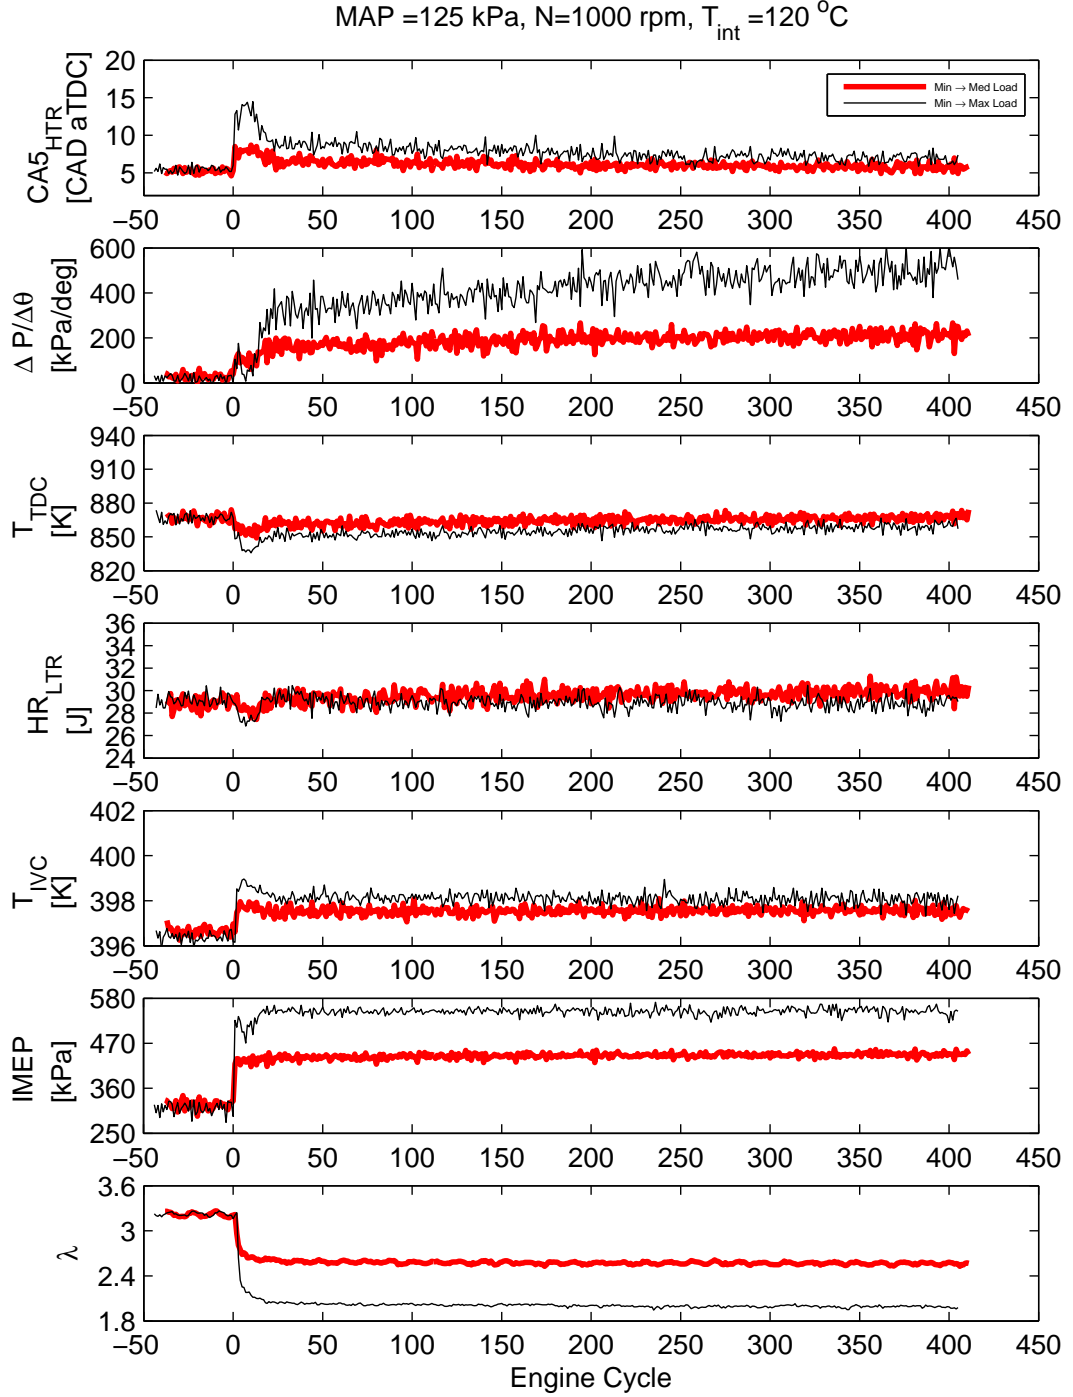 MAP =125 kPa, N=1000 rpm, T_int =120 °C
CA5_HTR
[CAD aTDC]
20
15
10
5
Min → Med Load
Min → Max Load
−50 0 50 100 150 200 250 300 350 400 450
Δ P/Δθ
[kPa/deg]
600
400
200
0
−50 0 50 100 150 200 250 300 350 400 450
T_TDC
[K]
940
910
880
850
820
−50 0 50 100 150 200 250 300 350 400 450
HR_LTR
[J]
36
34
32
30
28
26
24
−50 0 50 100 150 200 250 300 350 400 450
T_IVC
[K]
402
400
398
396
−50 0 50 100 150 200 250 300 350 400 450
IMEP
[kPa]
580
470
360
250
−50 0 50 100 150 200 250 300 350 400 450
λ
3.6
3
2.4
1.8
−50 0 50 100 150 200 250 300 350 400 450
Engine Cycle